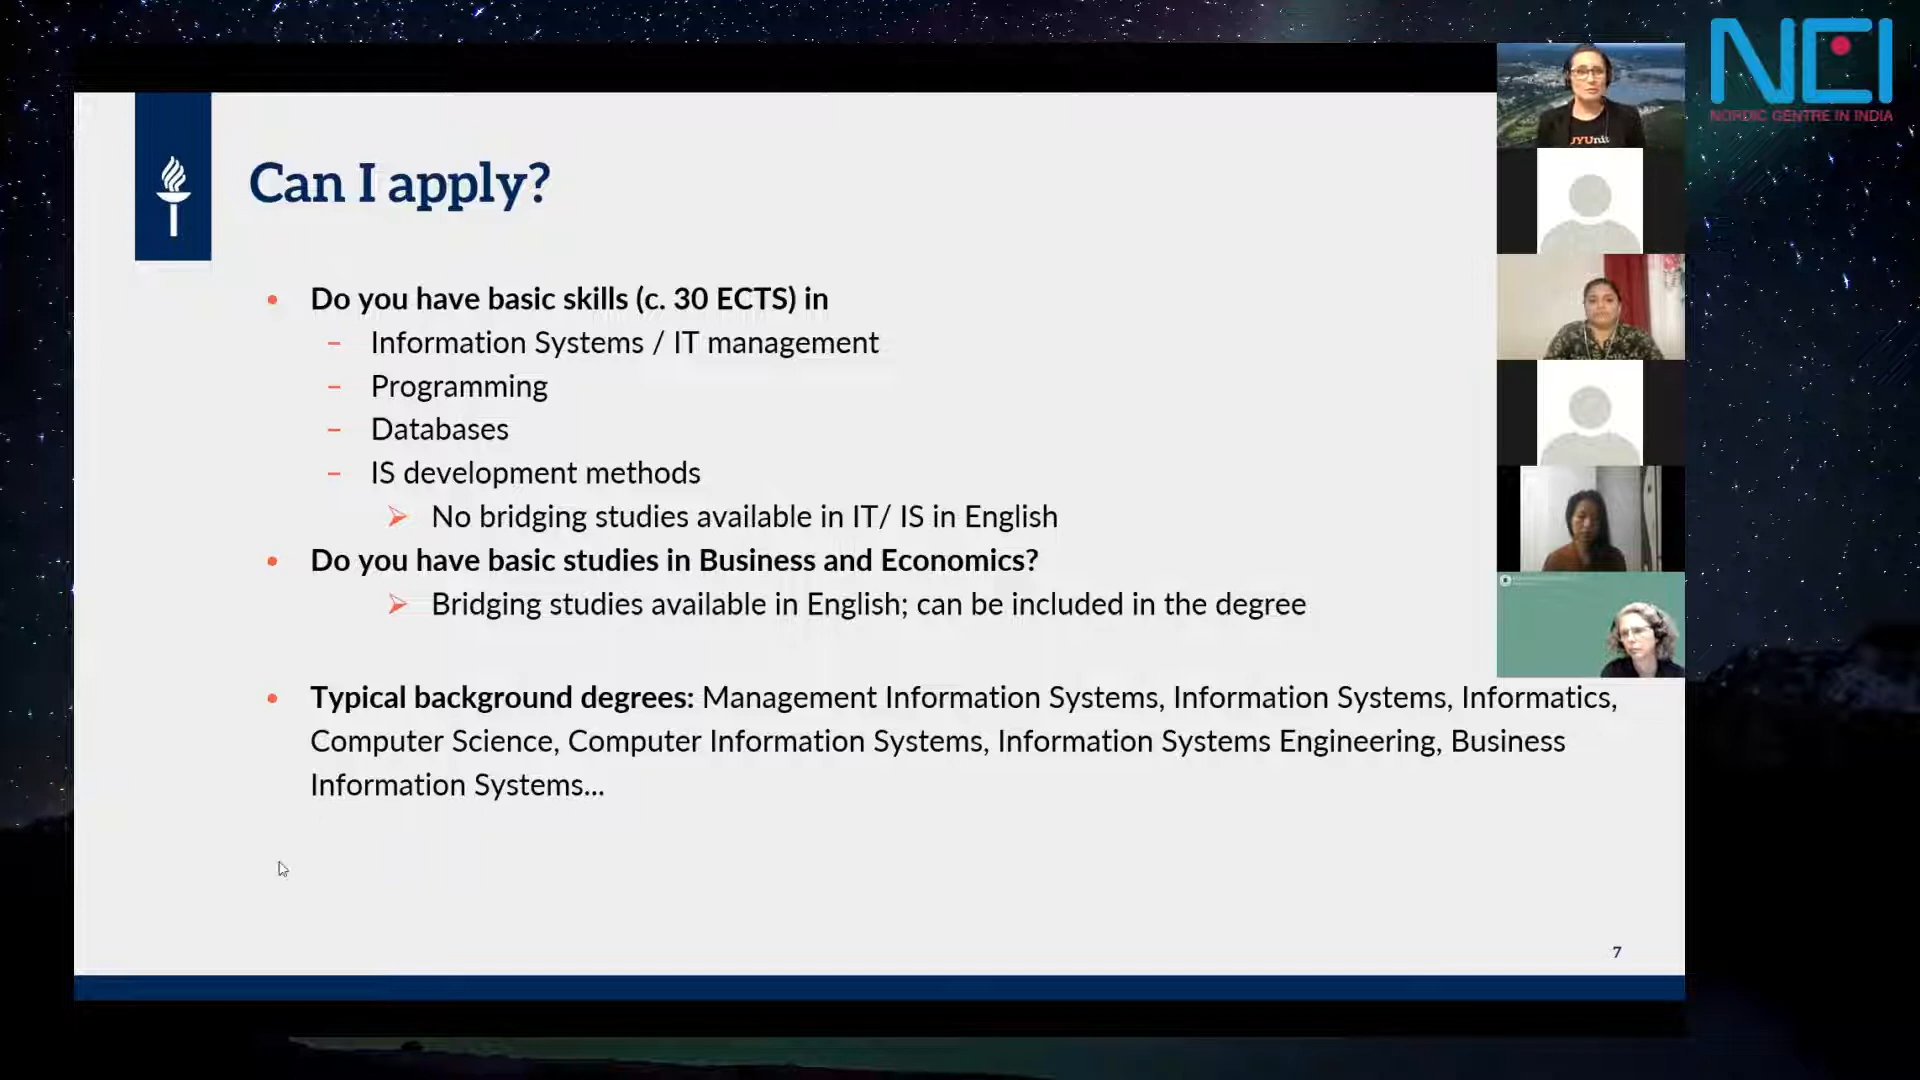 NCI
NORDIC CENTRE IN INDIA
Can I apply?
• Do you have basic skills (c. 30 ECTS) in
– Information Systems / IT management
– Programming
– Databases
– IS development methods
➢ No bridging studies available in IT/ IS in English
• Do you have basic studies in Business and Economics?
➢ Bridging studies available in English; can be included in the degree
• Typical background degrees: Management Information Systems, Information Systems, Informatics,
Computer Science, Computer Information Systems, Information Systems Engineering, Business
Information Systems...
7
JYUnit